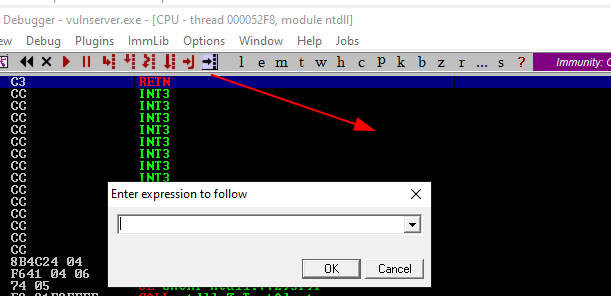 Debugger - vulnserver.exe - [CPU - thread 000052F8, module ntdll]
ew Debug Plugins ImmLib Options Window Help Jobs
l e m t w h c p k b z r ... s ? Immunity: C
C3 RETN
CC INT3
CC INT3
CC INT3
CC INT3
CC INT3
CC INT3
CC INT3
CC INT3
CC
Enter expression to follow
CC
CC
CC
CC
CC
CC
OK Cancel
8B4C24 04
F641 04 06
74 05